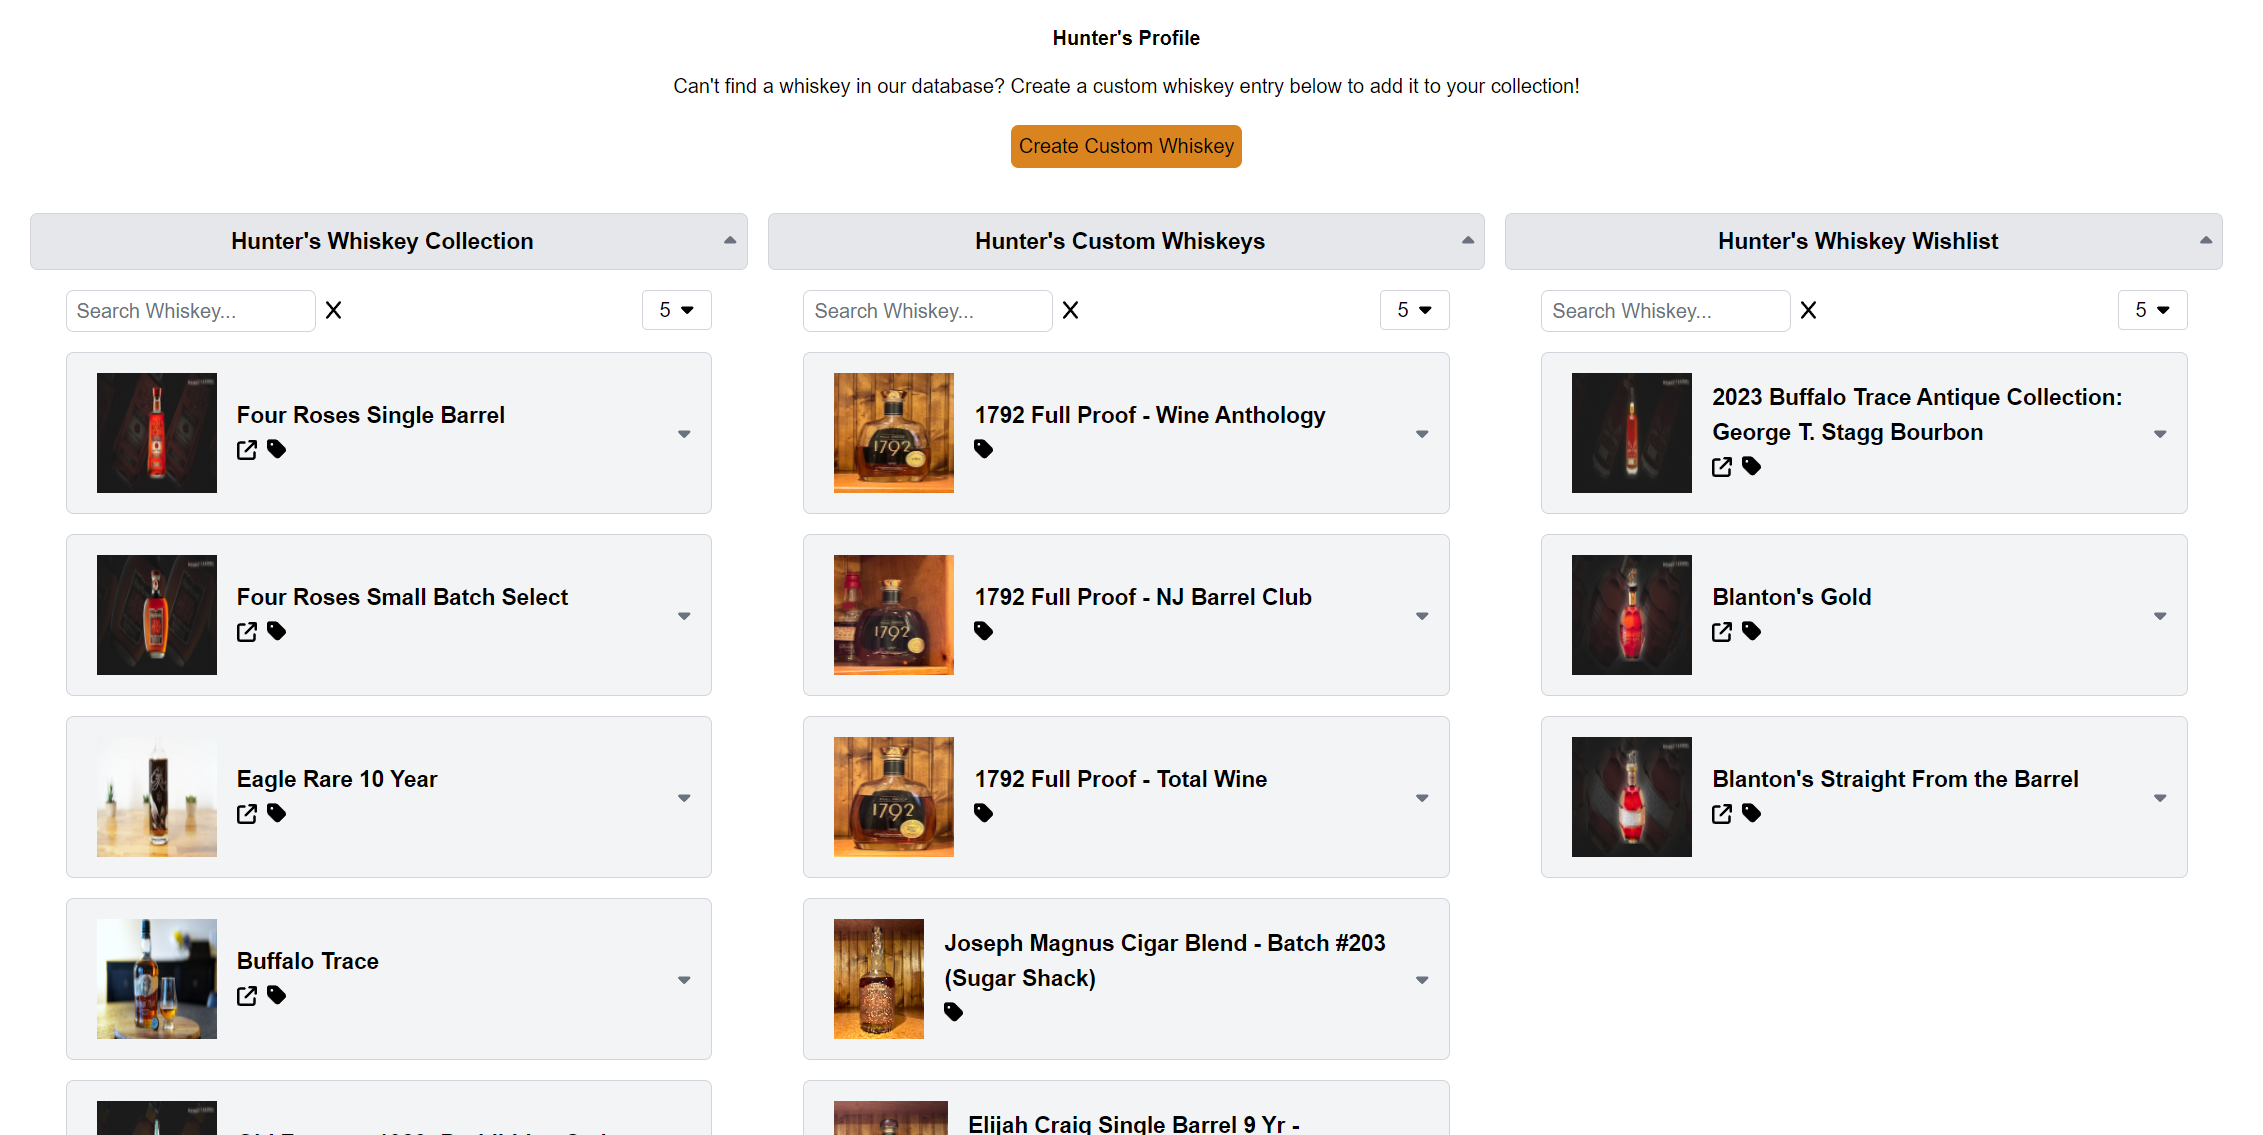 Hunter's Profile
Can't find a whiskey in our database? Create a custom whiskey entry below to add it to your collection!
Create Custom Whiskey
Hunter's Whiskey Collection
Search Whiskey...
5
Four Roses Single Barrel
Four Roses Small Batch Select
Eagle Rare 10 Year
Buffalo Trace
Hunter's Custom Whiskeys
Search Whiskey...
5
1792 Full Proof - Wine Anthology
1792
1792 Full Proof - NJ Barrel Club
1792
1792 Full Proof - Total Wine
1792
Joseph Magnus Cigar Blend - Batch #203
(Sugar Shack)
Elijah Craig Single Barrel 9 Yr -
Hunter's Whiskey Wishlist
Search Whiskey...
5
2023 Buffalo Trace Antique Collection:
George T. Stagg Bourbon
Blanton's Gold
Blanton's Straight From the Barrel